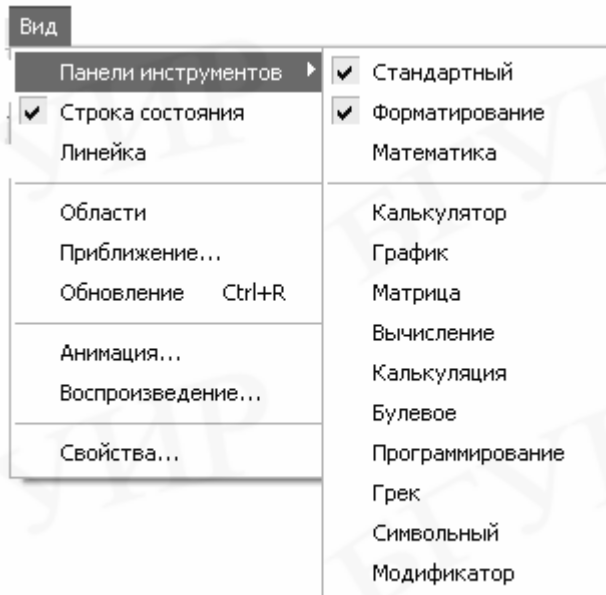 Вид
Панели инструментов
Строка состояния
Линейка
Области
Приближение...
Обновление Ctrl+R
Анимация...
Воспроизведение...
Свойства...
Стандартный
Форматирование
Математика
Калькулятор
График
Матрица
Вычисление
Калькуляция
Булевое
Программирование
Грек
Символьный
Модификатор